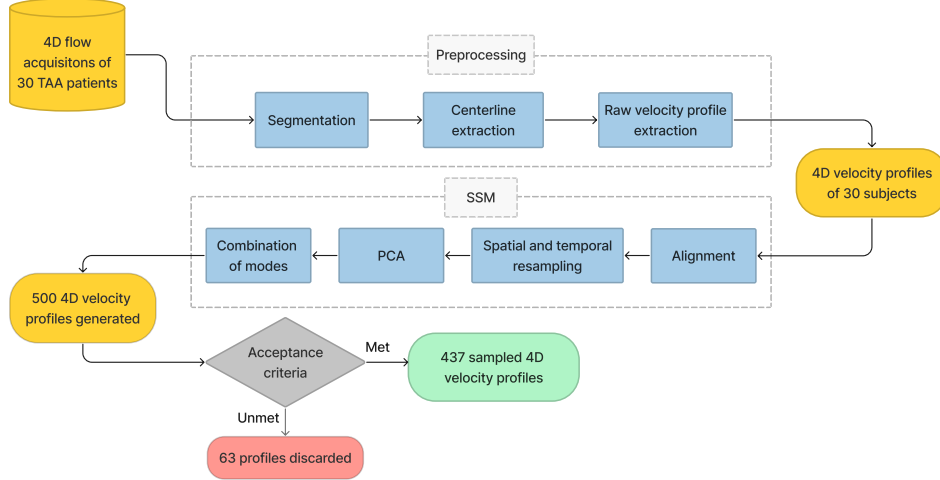 4D flow
acquisitons of
30 TAA patients
Preprocessing
Segmentation
Centerline
extraction
Raw velocity profile
extraction
4D velocity profiles
of 30 subjects
SSM
Alignment
Spatial and temporal
resampling
PCA
Combination
of modes
500 4D velocity
profiles generated
Acceptance
criteria
Met
437 sampled 4D
velocity profiles
Unmet
63 profiles discarded